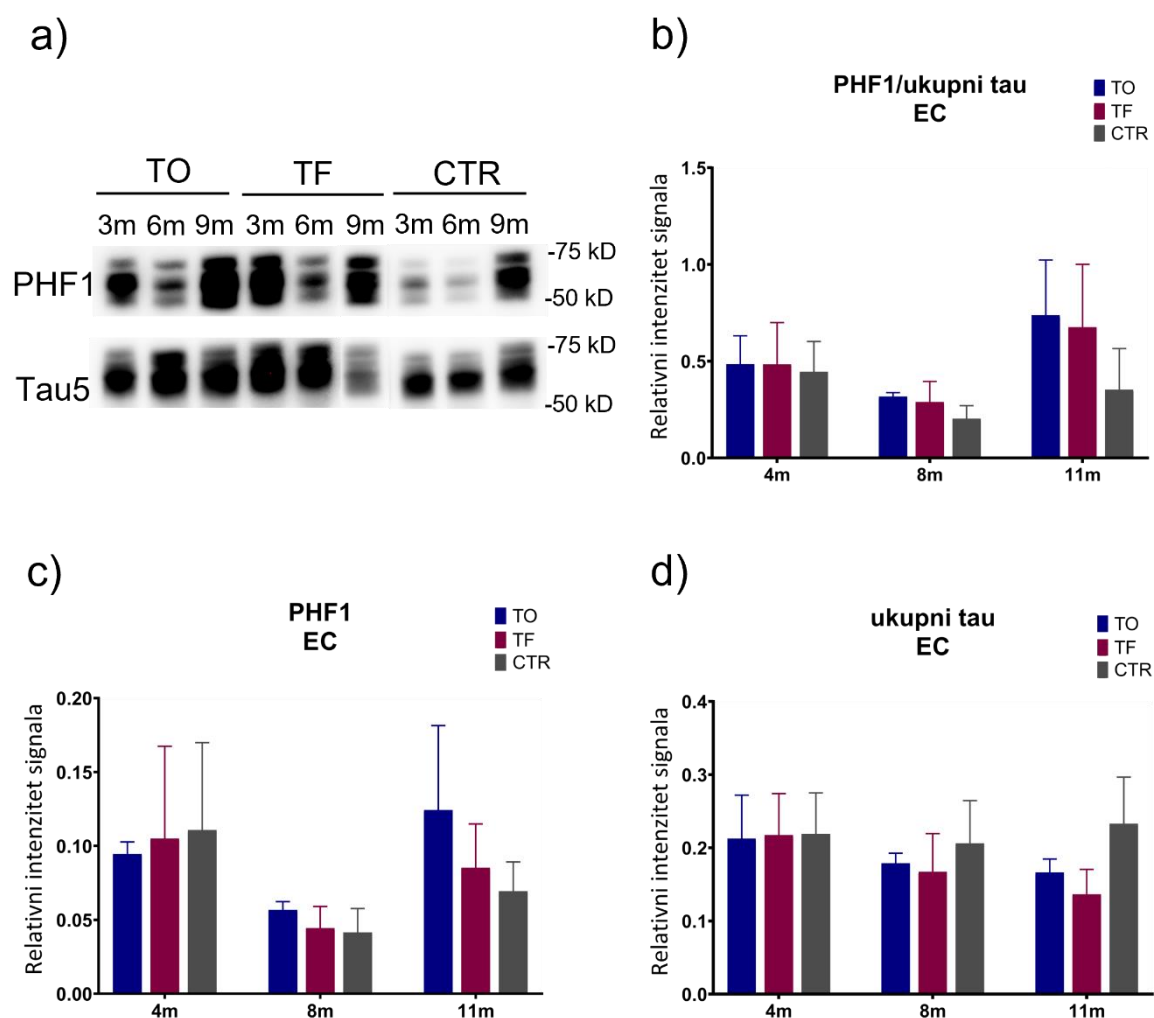 a)
TO TF CTR
3m 6m 9m 3m 6m 9m 3m 6m 9m
PHF1
-75 kD
-50 kD
Tau5
-75 kD
-50 kD
b)
PHF1/ukupni tau
EC
TO
TF
CTR
Relativni intenzitet signala
1.5
1.0
0.5
0.0
4m 8m 11m
c)
PHF1
EC
TO
TF
CTR
Relativni intenzitet signala
0.20
0.15
0.10
0.05
0.00
4m 8m 11m
d)
ukupni tau
EC
TO
TF
CTR
Relativni intenzitet signala
0.4
0.3
0.2
0.1
0.0
4m 8m 11m